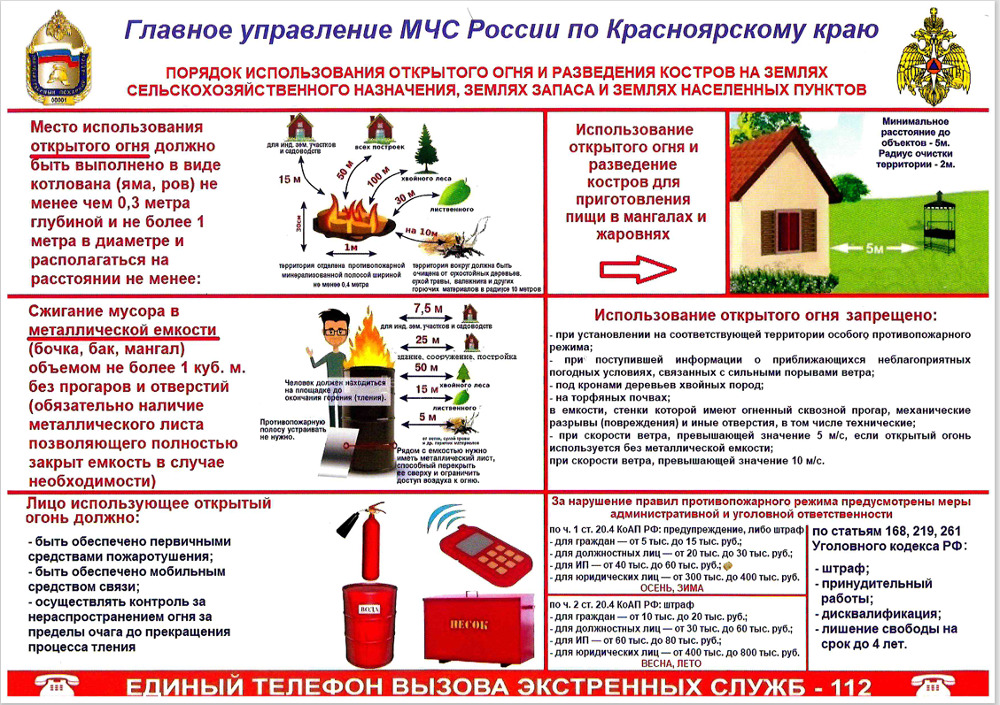 Главное управление МЧС России по Красноярскому краю
ПОРЯДОК ИСПОЛЬЗОВАНИЯ ОТКРЫТОГО ОГНЯ И РАЗВЕДЕНИЯ КОСТРОВ НА ЗЕМЛЯХ
СЕЛЬСКОХОЗЯЙСТВЕННОГО НАЗНАЧЕНИЯ, ЗЕМЛЯХ ЗАПАСА И ЗЕМЛЯХ НАСЕЛЕННЫХ ПУНКТОВ
00001
Место использования
открытого огня должно
быть выполнено в виде
котлована (яма, ров) не
менее чем 0,3 метра
глубиной и не более 1
метра в диаметре и
располагаться на
расстоянии не менее:
для инд. зем. участков
и садоводств
всех построек
хвойного леса
лиственного
15 м
50 м
100 м
30 м
на 10м
30см
1м
территория отделена противопожарной
минерализованной полосой шириной
не менее 0,4 метра
территория вокруг должна быть
очищена от сухостойных деревьев,
сухой травы, валежника и других
горючих материалов в радиусе 10 метров
Использование
открытого огня и
разведение
костров для
приготовления
пищи в мангалах и
жаровнях
Минимальное
расстояние до
объектов - 5м.
Радиус очистки
территории - 2м.
5м
Сжигание мусора в
металлической емкости
(бочка, бак, мангал)
объемом не более 1 куб. м.
без прогаров и отверстий
(обязательно наличие
металлического листа
позволяющего полностью
закрыт емкость в случае
необходимости)
7,5 м
для инд. зем. участков и садоводств
25 м
здание, сооружение, постройка
50 м
хвойного леса
15 м
лиственного
5 м
от веток, сухой травы
и др. горючих материалов
Человек должен находиться
на площадке до
окончания горения (тления).
Противопожарную
полосу устраивать
не нужно.
Рядом с емкостью нужно
иметь металлический лист,
способный перекрыть
ее сверху и ограничить
доступ воздуха к огню.
Использование открытого огня запрещено:
- при установлении на соответствующей территории особого противопожарного
режима;
- при поступившей информации о приближающихся неблагоприятных
погодных условиях, связанных с сильными порывами ветра;
- под кронами деревьев хвойных пород;
- на торфяных почвах;
в емкости, стенки которой имеют огненный сквозной прогар, механические
разрывы (повреждения) и иные отверстия, в том числе технические;
- при скорости ветра, превышающей значение 5 м/с, если открытый огонь
используется без металлической емкости;
при скорости ветра, превышающей значение 10 м/с.
Лицо использующее открытый
огонь должно:
- быть обеспечено первичными
средствами пожаротушения;
- быть обеспечено мобильным
средством связи;
- осуществлять контроль за
нераспространением огня за
пределы очага до прекращения
процесса тления
ВОДА
ПЕСОК
За нарушение правил противопожарного режима предусмотрены меры
административной и уголовной ответственности
по ч. 1 ст. 20.4 КоАП РФ: предупреждение, либо штраф
- для граждан — от 5 тыс. до 15 тыс. руб.;
- для должностных лиц — от 20 тыс. до 30 тыс. руб.;
- для ИП — от 40 тыс. до 60 тыс. руб.;
- для юридических лиц — от 300 тыс. до 400 тыс. руб.
ОСЕНЬ, ЗИМА
по ч. 2 ст. 20.4 КоАП РФ: штраф
- для граждан — от 10 тыс. до 20 тыс. руб.;
- для должностных лиц — от 30 тыс. до 60 тыс. руб.;
- для ИП — от 60 тыс. до 80 тыс. руб.;
- для юридических лиц — от 400 тыс. до 800 тыс. руб.
ВЕСНА, ЛЕТО
по статьям 168, 219, 261
Уголовного кодекса РФ:
- штраф;
- принудительный
работы;
- дисквалификация;
- лишение свободы на
срок до 4 лет.
ЕДИНЫЙ ТЕЛЕФОН ВЫЗОВА ЭКСТРЕННЫХ СЛУЖБ - 112